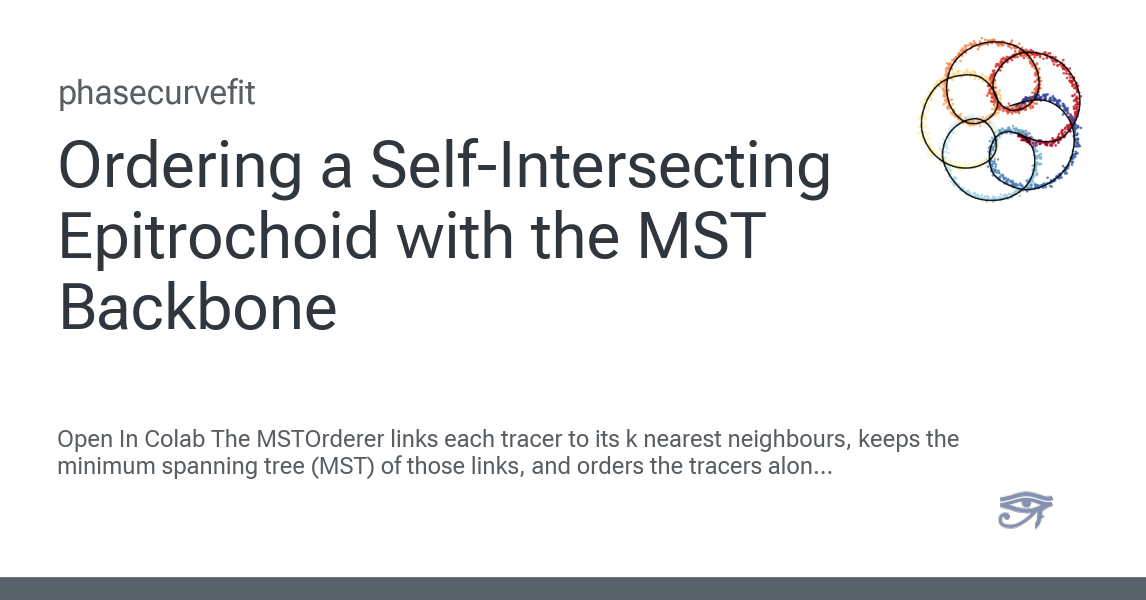 phasecurvefit
Ordering a Self-Intersecting
Epitrochoid with the MST
Backbone
Open In Colab The MSTOrderer links each tracer to its k nearest neighbours, keeps the
minimum spanning tree (MST) of those links, and orders the tracers alon...